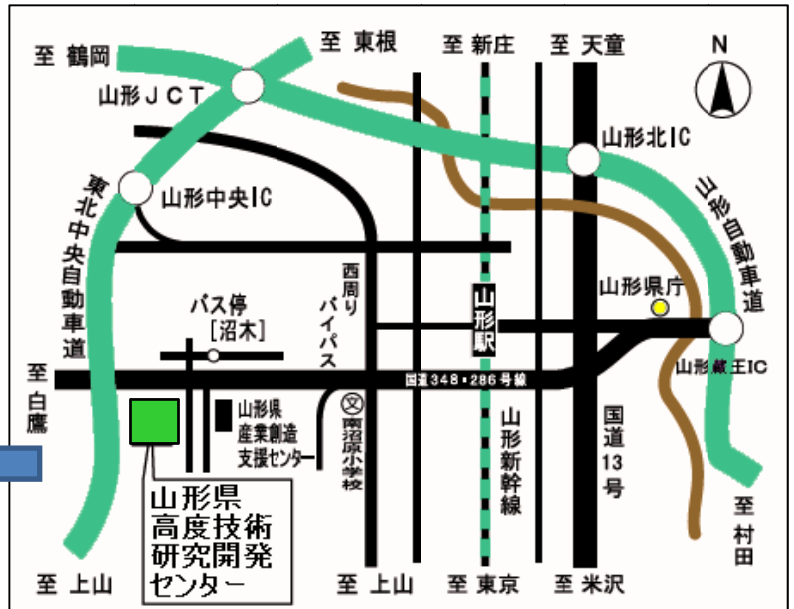 至 鶴岡
至 東根
至 新庄
至 天童
N
山形JCT
山形北IC
山形中央IC
東北中央自動車道
山形自動車道
西周り
バイパス
バス停
[沼木]
山形駅
山形県庁
山形蔵王IC
至 白鷹
国道348・286号線
山形県
産業創造
支援センター
文
南沼原小学校
山形新幹線
国道13号
山形県
高度技術
研究開発
センター
至 村田
至 上山
至 上山
至 東京
至 米沢